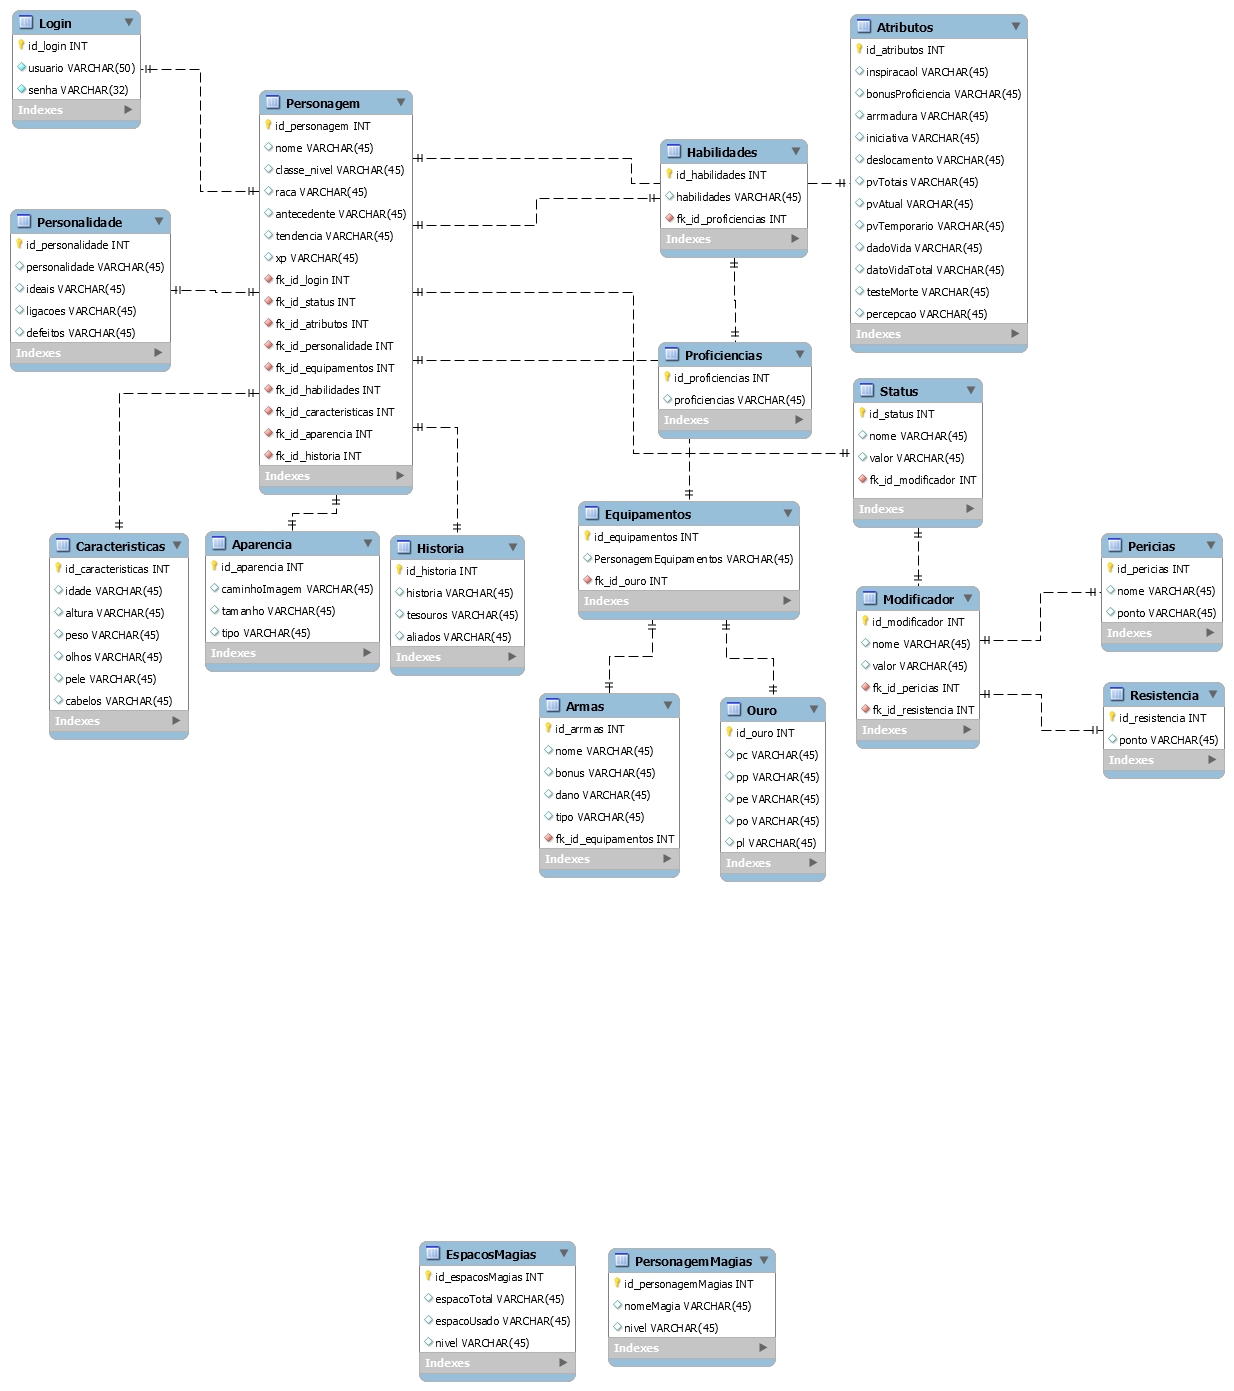 Login
id_login INT
usuario VARCHAR(50)
senha VARCHAR(32)
Indexes
Personagem
id_personagem INT
nome VARCHAR(45)
classe_nivel VARCHAR(45)
raca VARCHAR(45)
antecedente VARCHAR(45)
tendencia VARCHAR(45)
xp VARCHAR(45)
fk_id_login INT
fk_id_status INT
fk_id_atributos INT
fk_id_personalidade INT
fk_id_equipamentos INT
fk_id_habilidades INT
fk_id_caracteristicas INT
fk_id_aparencia INT
fk_id_historia INT
Indexes
Habilidades
id_habilidades INT
habilidades VARCHAR(45)
fk_id_proficiencias INT
Indexes
Atributos
id_atributos INT
inspiracaol VARCHAR(45)
bonusProficiencia VARCHAR(45)
arrmadura VARCHAR(45)
iniciativa VARCHAR(45)
deslocamento VARCHAR(45)
pvTotais VARCHAR(45)
pvAtual VARCHAR(45)
pvTemporario VARCHAR(45)
dadoVida VARCHAR(45)
datoVidaTotal VARCHAR(45)
testeMorte VARCHAR(45)
percepcao VARCHAR(45)
Indexes
Personalidade
id_personalidade INT
personalidade VARCHAR(45)
ideais VARCHAR(45)
ligacoes VARCHAR(45)
defeitos VARCHAR(45)
Indexes
Proficiencias
id_proficiencias INT
proficiencias VARCHAR(45)
Indexes
Status
id_status INT
nome VARCHAR(45)
valor VARCHAR(45)
fk_id_modificador INT
Indexes
Caracteristicas
id_caracteristicas INT
idade VARCHAR(45)
altura VARCHAR(45)
peso VARCHAR(45)
olhos VARCHAR(45)
pele VARCHAR(45)
cabelos VARCHAR(45)
Indexes
Aparencia
id_aparencia INT
caminhoImagem VARCHAR(45)
tamanho VARCHAR(45)
tipo VARCHAR(45)
Indexes
Historia
id_historia INT
historia VARCHAR(45)
tesouros VARCHAR(45)
aliados VARCHAR(45)
Indexes
Equipamentos
id_equipamentos INT
PersonagemEquipamentos VARCHAR(45)
fk_id_ouro INT
Indexes
Modificador
id_modificador INT
nome VARCHAR(45)
valor VARCHAR(45)
fk_id_pericias INT
fk_id_resistencia INT
Indexes
Pericias
id_pericias INT
nome VARCHAR(45)
ponto VARCHAR(45)
Indexes
Resistencia
id_resistencia INT
ponto VARCHAR(45)
Indexes
Armas
id_arrmas INT
nome VARCHAR(45)
bonus VARCHAR(45)
dano VARCHAR(45)
tipo VARCHAR(45)
fk_id_equipamentos INT
Indexes
Ouro
id_ouro INT
pc VARCHAR(45)
pp VARCHAR(45)
pe VARCHAR(45)
po VARCHAR(45)
pl VARCHAR(45)
Indexes
EspacosMagias
id_espacosMagias INT
espacoTotal VARCHAR(45)
espacoUsado VARCHAR(45)
nivel VARCHAR(45)
Indexes
PersonagemMagias
id_personagemMagias INT
nomeMagia VARCHAR(45)
nivel VARCHAR(45)
Indexes